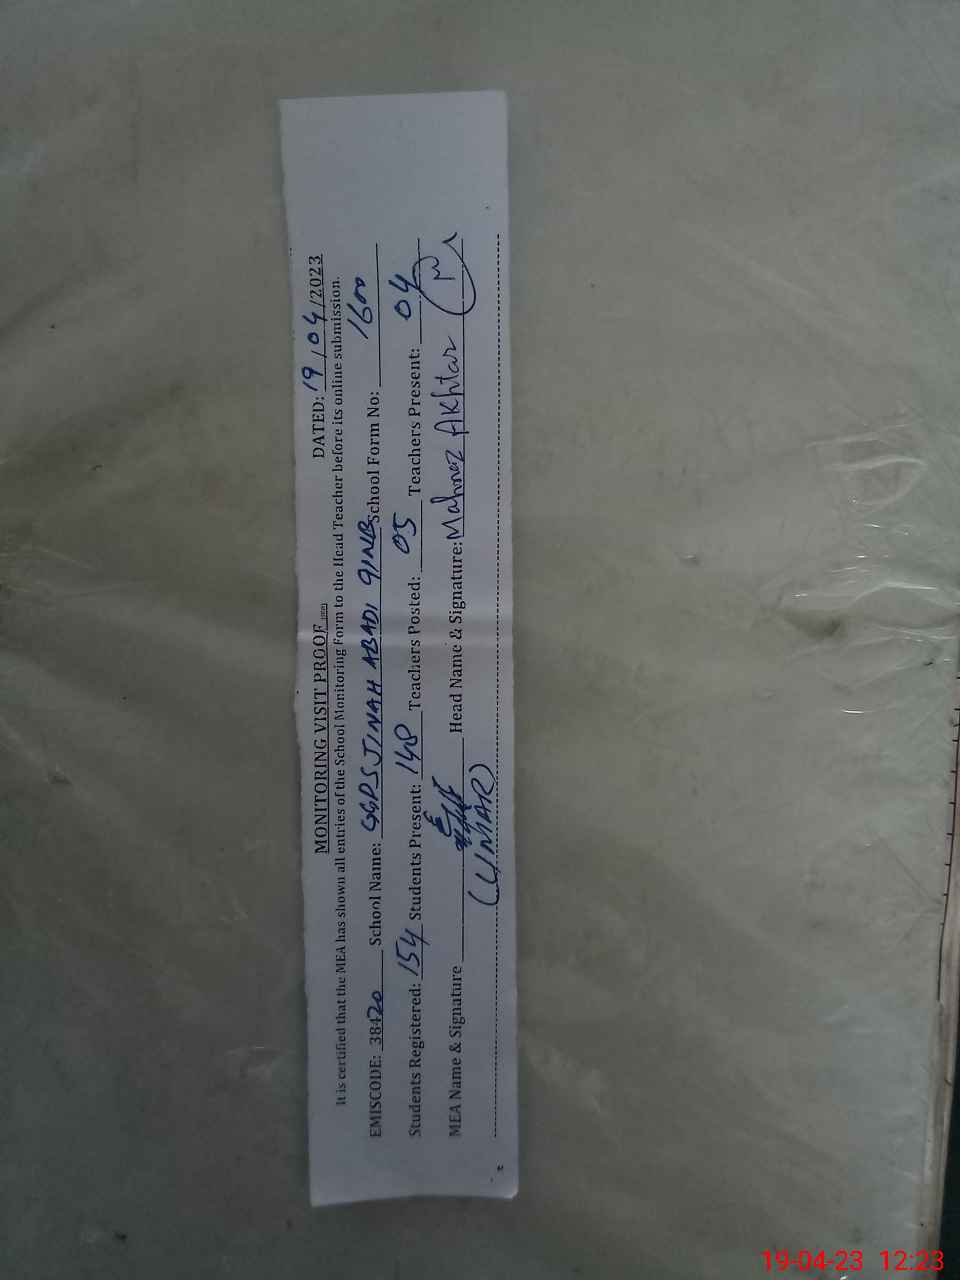 MONITORING VISIT PROOF DATED: 19/04/2023
It is certified that the MEA has shown all entries of the School Monitoring Form to the Head Teacher before its online submission.
EMISCODE: 38420 School Name: GGPS JINAH ABADI 91NB School Form No: 1600
Students Registered: 154 Students Present: 148 Teachers Posted: 05 Teachers Present: 04
MEA Name & Signature Head Name & Signature: Mahnaz Akhtar
(UMAR)
19-04-23 12:23